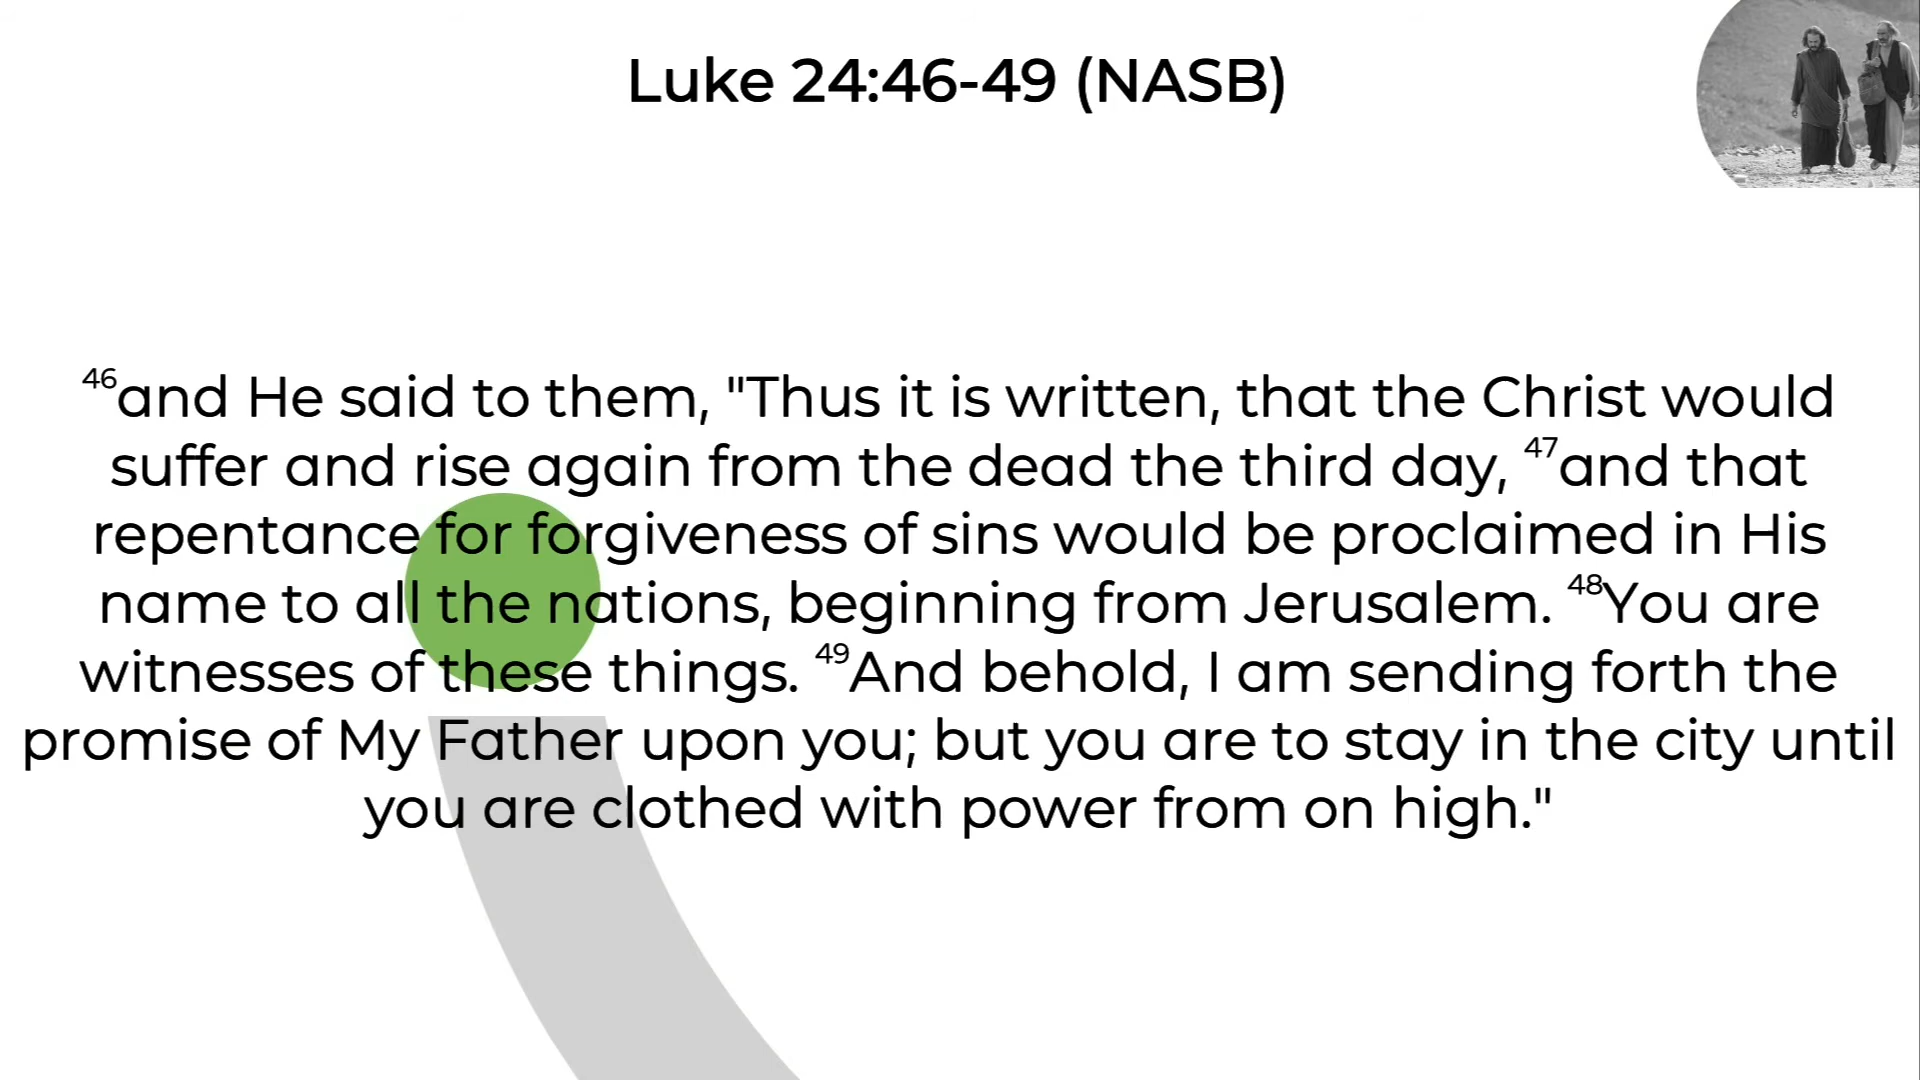 Luke 24:46-49 (NASB)
46and He said to them, "Thus it is written, that the Christ would
suffer and rise again from the dead the third day, 47and that
repentance for forgiveness of sins would be proclaimed in His
name to all the nations, beginning from Jerusalem. 48You are
witnesses of these things. 49And behold, I am sending forth the
promise of My Father upon you; but you are to stay in the city until
you are clothed with power from on high."